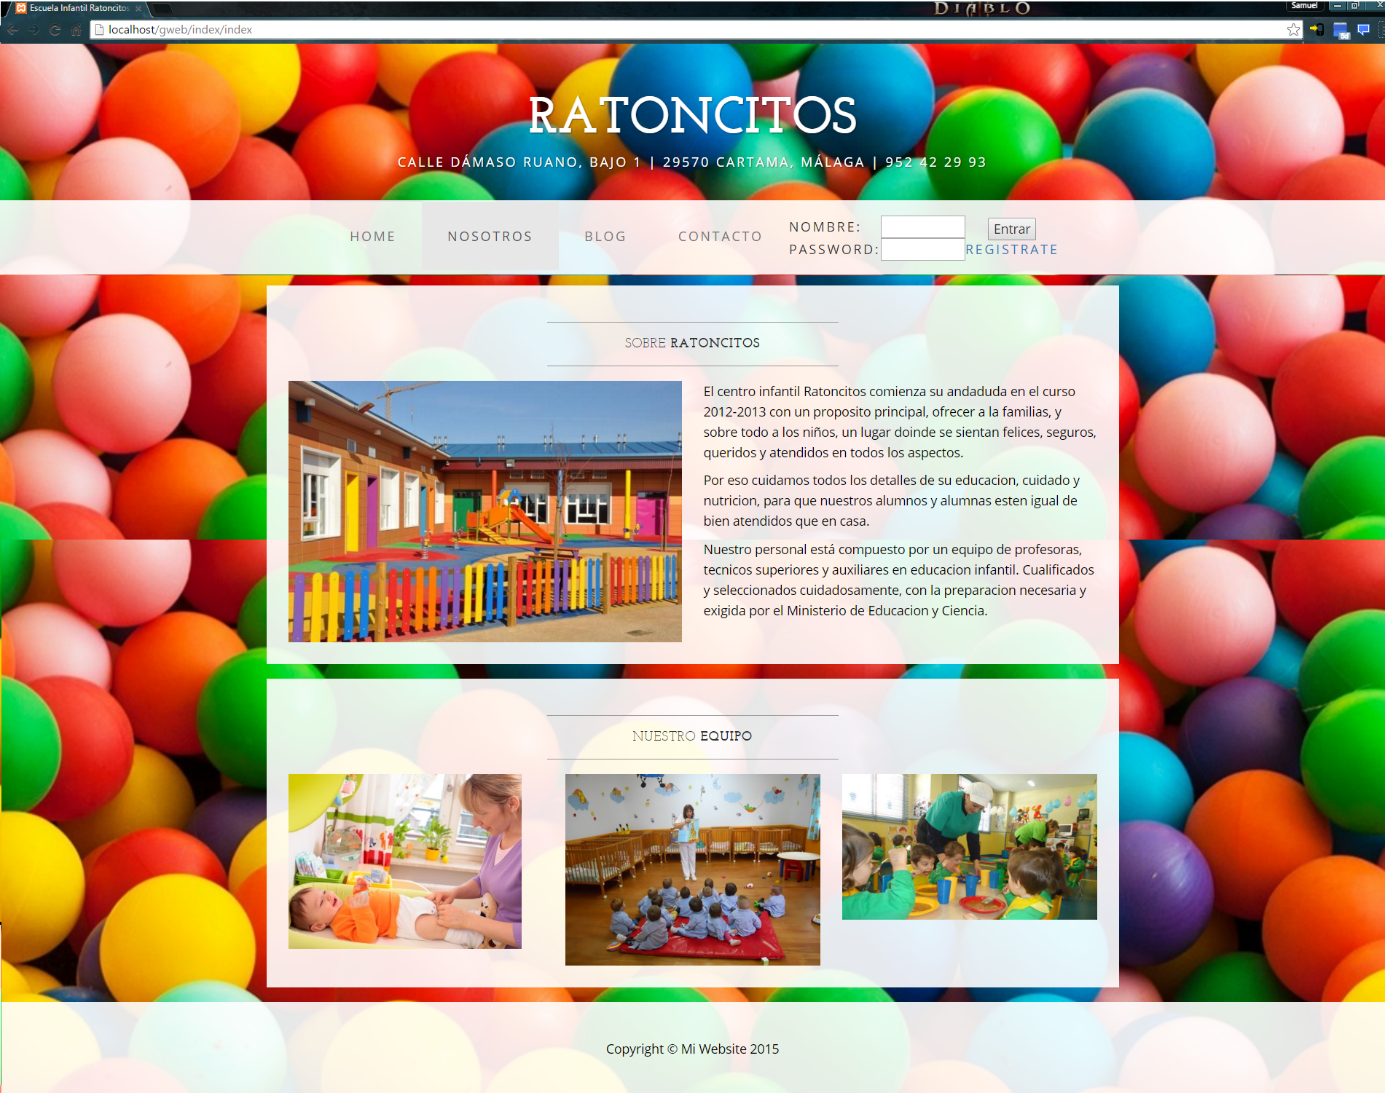 Escuela Infantil Ratoncitos
DIABLO
Samuel
localhost/gweb/index/index
RATONCITOS
CALLE DÁMASO RUANO, BAJO 1 | 29570 CARTAMA, MÁLAGA | 952 42 29 93
HOME NOSOTROS BLOG CONTACTO
NOMBRE: Entrar
PASSWORD: REGISTRATE
SOBRE RATONCITOS
El centro infantil Ratoncitos comienza su andaduda en el curso
2012-2013 con un proposito principal, ofrecer a la familias, y
sobre todo a los niños, un lugar doinde se sientan felices, seguros,
queridos y atendidos en todos los aspectos.
Por eso cuidamos todos los detalles de su educacion, cuidado y
nutricion, para que nuestros alumnos y alumnas esten igual de
bien atendidos que en casa.
Nuestro personal está compuesto por un equipo de profesoras,
tecnicos superiores y auxiliares en educacion infantil. Cualificados
y seleccionados cuidadosamente, con la preparacion necesaria y
exigida por el Ministerio de Educacion y Ciencia.
NUESTRO EQUIPO
Copyright © Mi Website 2015